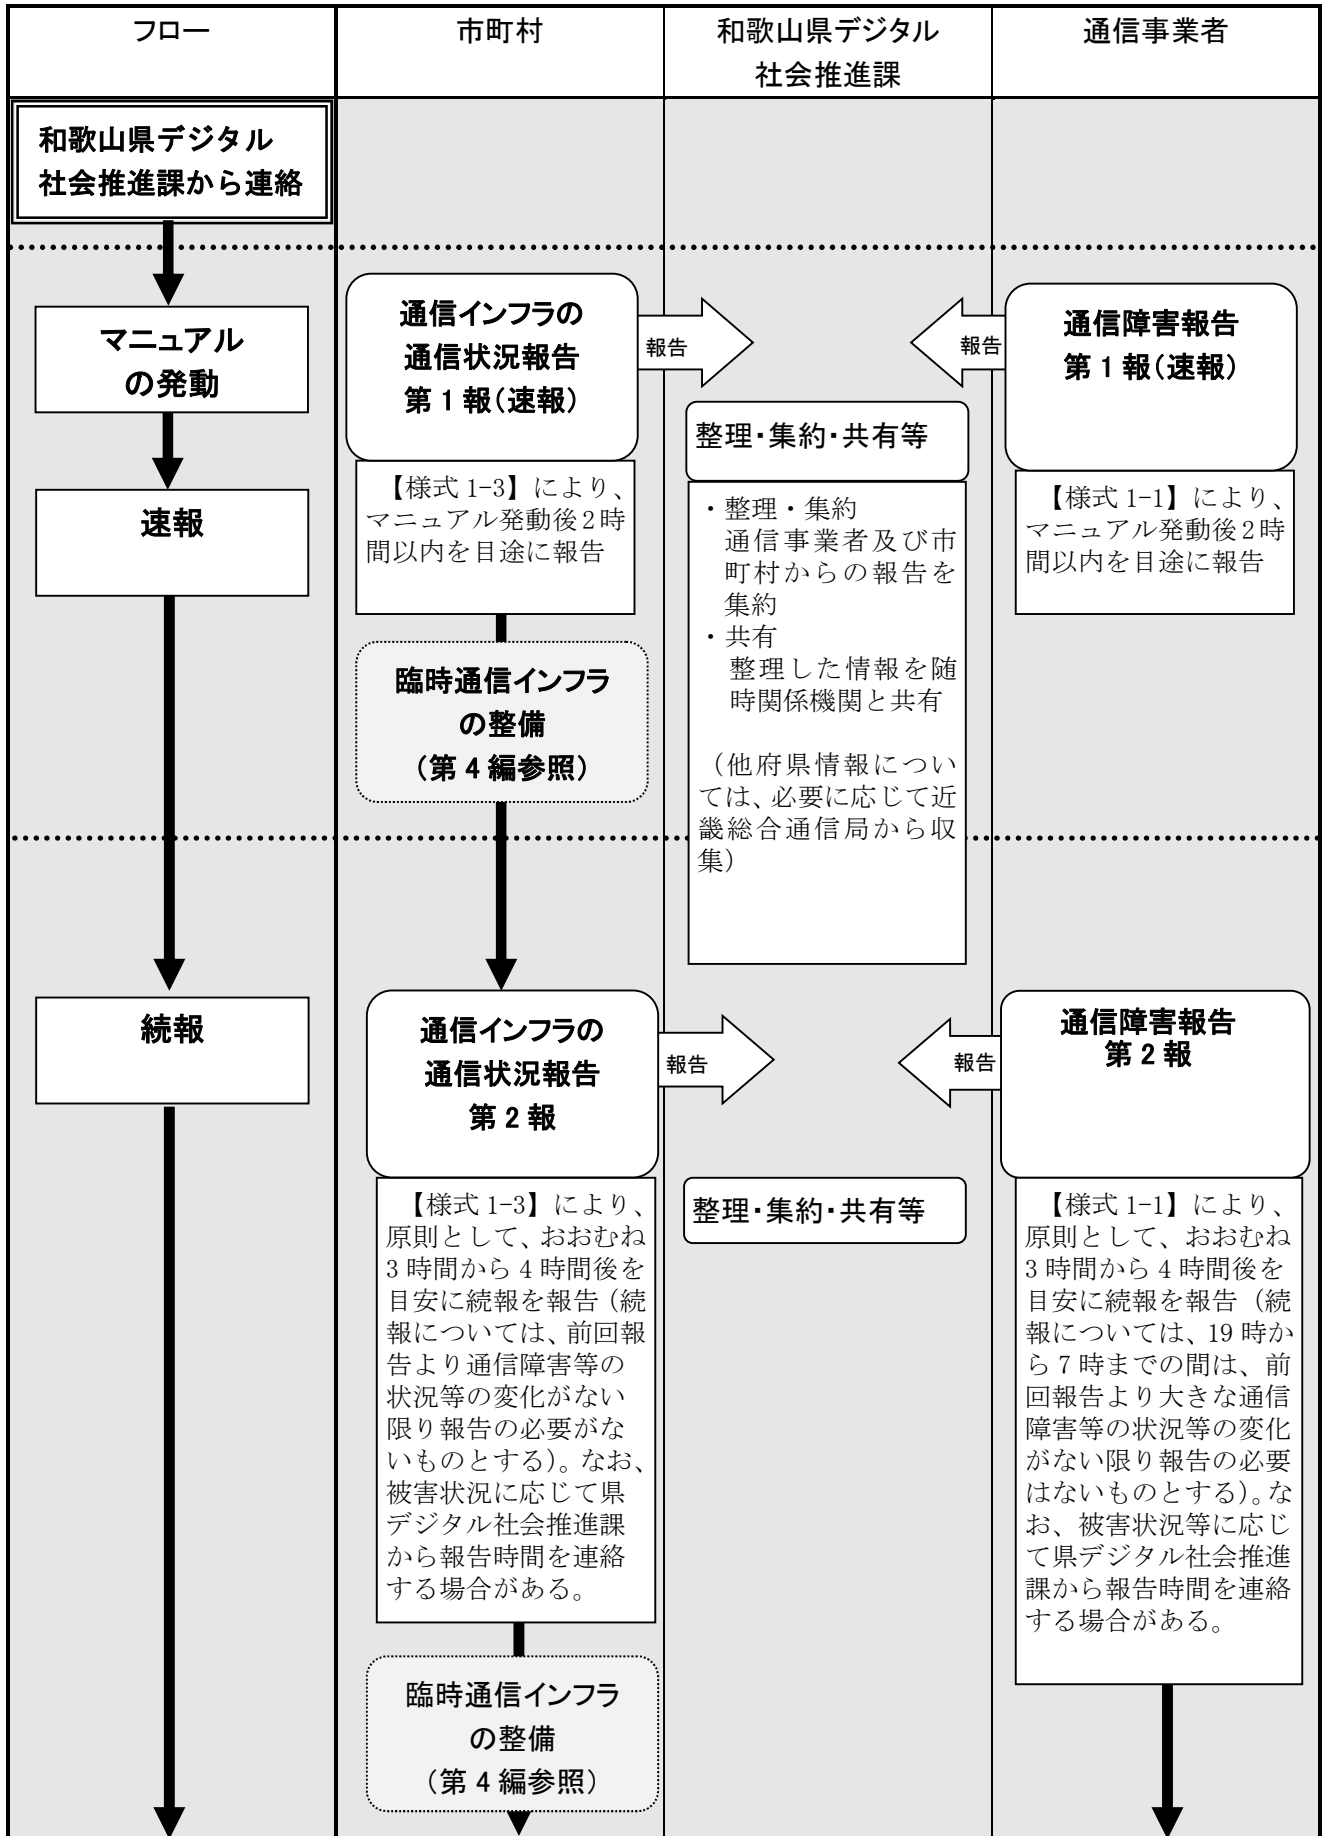 フロー
市町村
和歌山県デジタル
社会推進課
通信事業者
和歌山県デジタル
社会推進課から連絡
マニュアル
の発動
通信インフラの
通信状況報告
第1報(速報)
報告
報告
通信障害報告
第1報(速報)
整理・集約・共有等
速報
【様式 1-3】により、
マニュアル発動後2時
間以内を目途に報告
・整理・集約
通信事業者及び市
町村からの報告を
集約
・共有
整理した情報を随
時関係機関と共有
(他府県情報につい
ては、必要に応じて近
畿総合通信局から収
集)
【様式 1-1】により、
マニュアル発動後2時
間以内を目途に報告
臨時通信インフラ
の整備
(第4編参照)
続報
通信インフラの
通信状況報告
第2報
報告
報告
通信障害報告
第2報
【様式 1-3】により、
原則として、おおむね
3時間から4時間後を
目安に続報を報告(続
報については、前回報
告より通信障害等の
状況等の変化がない
限り報告の必要がな
いものとする)。なお、
被害状況に応じて県
デジタル社会推進課
から報告時間を連絡
する場合がある。
整理・集約・共有等
【様式 1-1】により、
原則として、おおむね
3時間から4時間後を
目安に続報を報告(続
報については、19時か
ら7時までの間は、前
回報告より大きな通信
障害等の状況等の変化
がない限り報告の必要
はないものとする)。な
お、被害状況等に応じ
て県デジタル社会推進
課から報告時間を連絡
する場合がある。
臨時通信インフラ
の整備
(第4編参照)